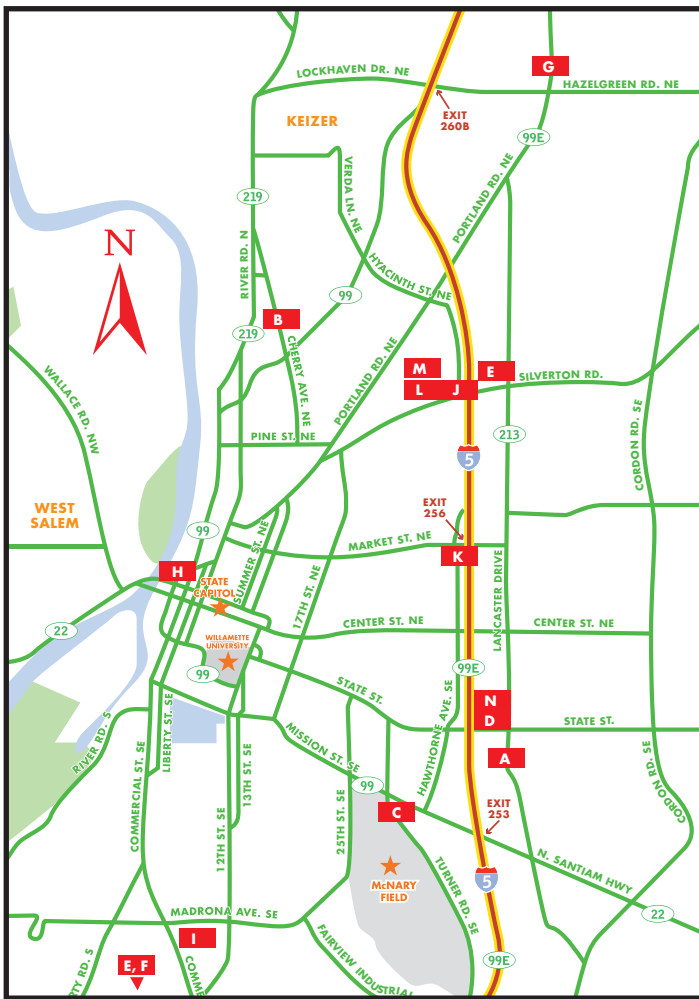 LOCKHAVEN DR. NE
G
HAZELGREEN RD. NE
EXIT
260B
KEIZER
99E
VERDA LN. NE
PORTLAND RD. NE
219
N
RIVER RD. N
HYACINTH ST. NE
99
B
219
CHERRY AVE. NE
PORTLAND RD. NE
M
E
L
J
SILVERTON RD.
WALLACE RD. NW
PINE ST. NE
213
CORDON RD. SE
5
WEST
SALEM
EXIT
256
99
SUMMER ST. NE
MARKET ST. NE
K
H
STATE
CAPITOL
17TH ST. NE
LANCASTER DRIVE
22
CENTER ST. NE
CENTER ST. NE
WILLAMETTE
UNIVERSITY
99
99E
STATE ST.
HAWTHORNE AVE. SE
N
D
STATE ST.
RIVER RD. S
LIBERTY ST. SE
COMMERCIAL ST. SE
13TH ST. SE
12TH ST. SE
MISSION ST. SE
A
CORDON RD. SE
99
25TH ST. SE
C
EXIT
253
N. SANTIAM HWY
McNARY
FIELD
TURNER RD. SE
5
22
MADRONA AVE. SE
I
E, F
RTY RD. S
COMME
FAIRVIEW INDUSTRIAL
99E